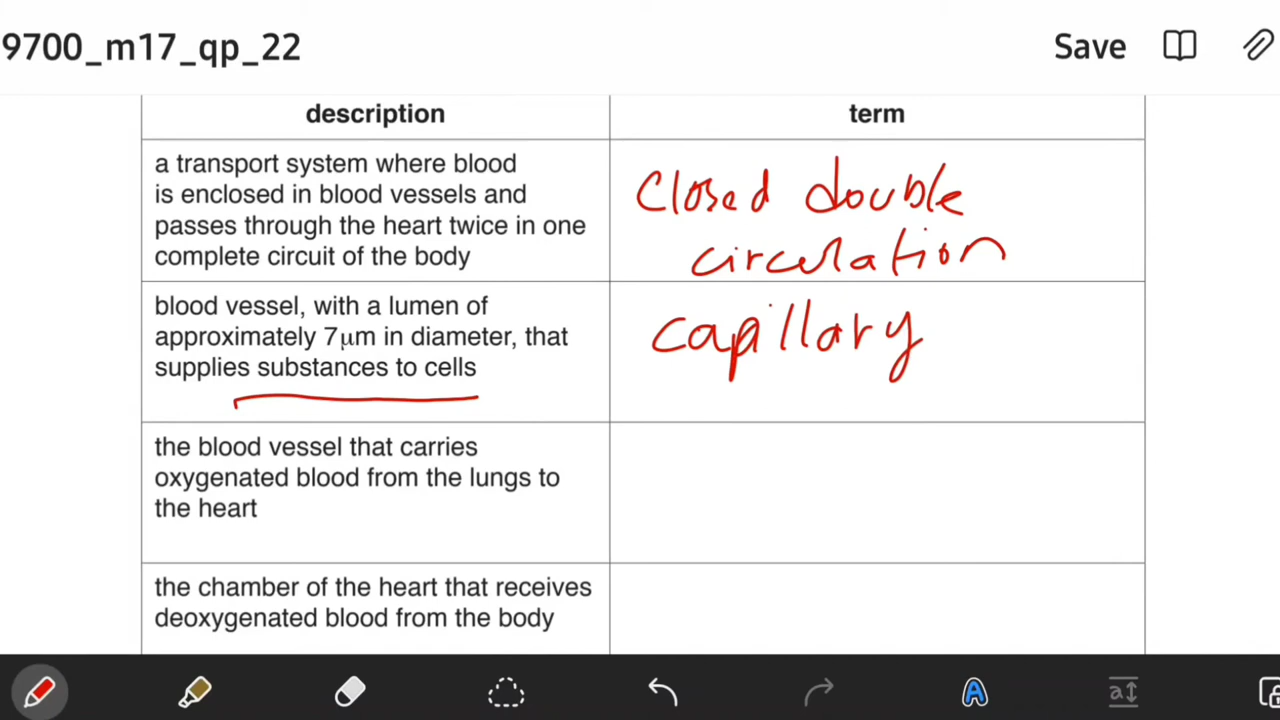 9700_m17_qp_22
Save
description
term
a transport system where blood
is enclosed in blood vessels and
passes through the heart twice in one
complete circuit of the body
Closed double
circulation
blood vessel, with a lumen of
approximately 7μm in diameter, that
supplies substances to cells
capillary
the blood vessel that carries
oxygenated blood from the lungs to
the heart
the chamber of the heart that receives
deoxygenated blood from the body
A
a